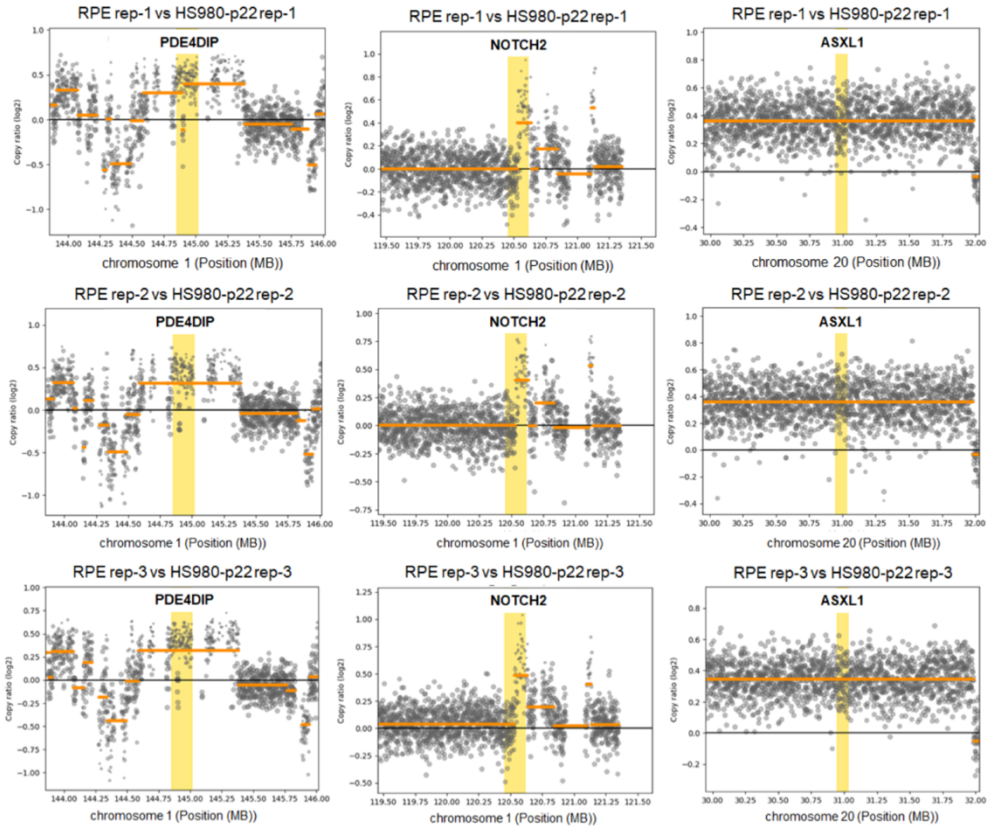 RPE rep-1 vs HS980-p22 rep-1
PDE4DIP
Copy ratio (log2)
1.0
0.5
0.0
−0.5
−1.0
144.00 144.25 144.50 144.75 145.00 145.25 145.50 145.75 146.00
chromosome 1 (Position (MB))
RPE rep-1 vs HS980-p22 rep-1
NOTCH2
Copy ratio (log2)
1.0
0.8
0.6
0.4
0.2
0.0
−0.2
−0.4
119.50 119.75 120.00 120.25 120.50 120.75 121.00 121.25 121.50
chromosome 1 (Position (MB))
RPE rep-1 vs HS980-p22 rep-1
ASXL1
Copy ratio (log2)
1.0
0.8
0.6
0.4
0.2
0.0
−0.2
−0.4
30.00 30.25 30.50 30.75 31.00 31.25 31.50 31.75 32.00
chromosome 20 (Position (MB))
RPE rep-2 vs HS980-p22 rep-2
PDE4DIP
Copy ratio (log2)
1.0
0.5
0.0
−0.5
−1.0
144.00 144.25 144.50 144.75 145.00 145.25 145.50 145.75 146.00
chromosome 1 (Position (MB))
RPE rep-2 vs HS980-p22 rep-2
NOTCH2
Copy ratio (log2)
0.75
0.50
0.25
0.00
−0.25
−0.50
−0.75
119.50 119.75 120.00 120.25 120.50 120.75 121.00 121.25 121.50
chromosome 1 (Position (MB))
RPE rep-2 vs HS980-p22 rep-2
ASXL1
Copy ratio (log2)
1.0
0.8
0.6
0.4
0.2
0.0
−0.2
−0.4
30.00 30.25 30.50 30.75 31.00 31.25 31.50 31.75 32.00
chromosome 20 (Position (MB))
RPE rep-3 vs HS980-p22 rep-3
PDE4DIP
Copy ratio (log2)
1.00
0.75
0.50
0.25
0.00
−0.25
−0.50
−0.75
−1.00
144.00 144.25 144.50 144.75 145.00 145.25 145.50 145.75 146.00
chromosome 1 (Position (MB))
RPE rep-3 vs HS980-p22 rep-3
NOTCH2
Copy ratio (log2)
1.25
1.00
0.75
0.50
0.25
0.00
−0.25
−0.50
119.50 119.75 120.00 120.25 120.50 120.75 121.00 121.25 121.50
chromosome 1 (Position (MB))
RPE rep-3 vs HS980-p22 rep-3
ASXL1
Copy ratio (log2)
0.8
0.6
0.4
0.2
0.0
−0.2
30.00 30.25 30.50 30.75 31.00 31.25 31.50 31.75 32.00
chromosome 20 (Position (MB))